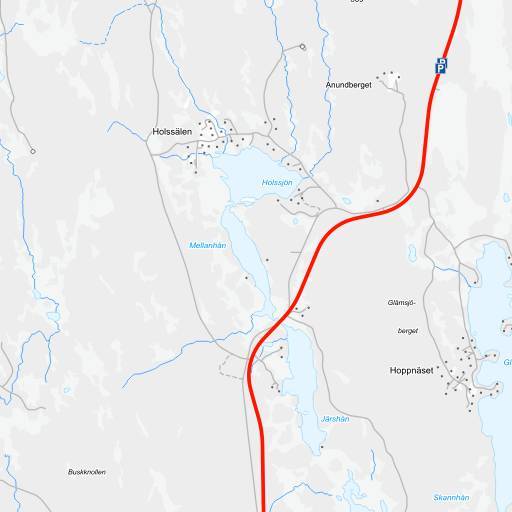 Anundberget
P
Holssälen
Holssjön
Mellanhån
Glämsjö-
berget
Hoppnäset
Järshån
Buskknollen
Skannhån